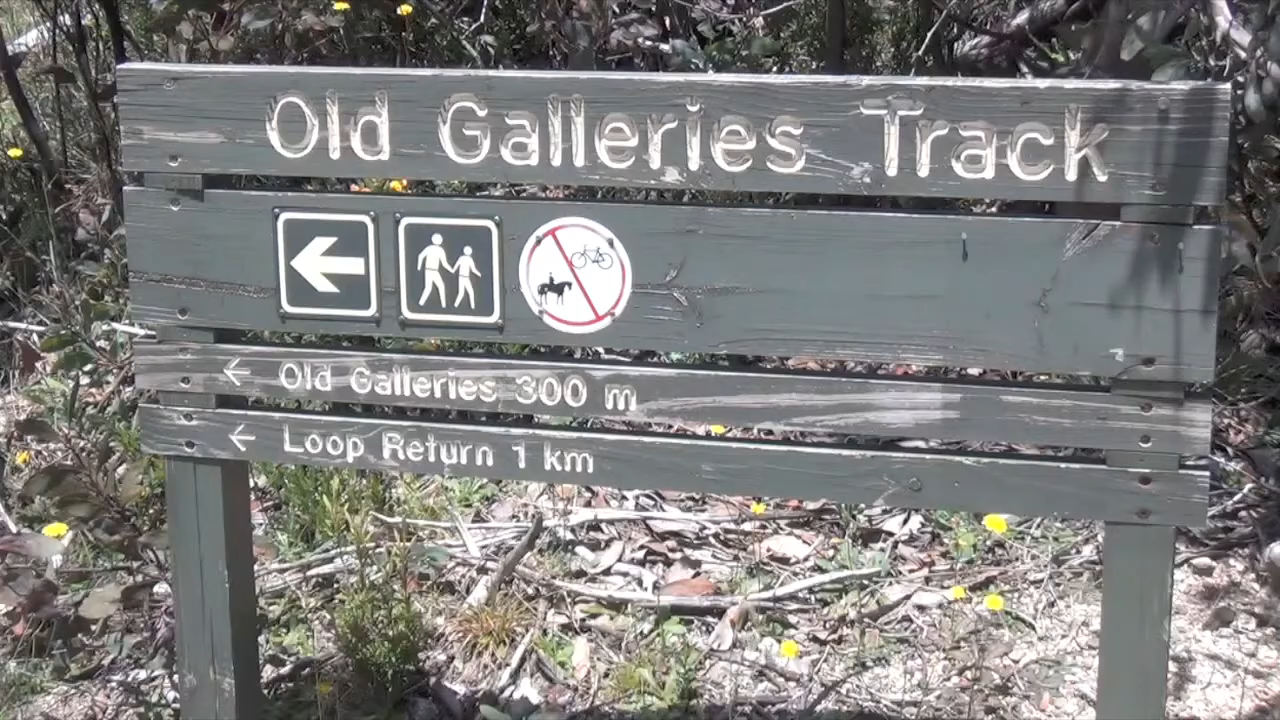 Old Galleries Track
← Old Galleries 300 m
← Loop Return 1 km